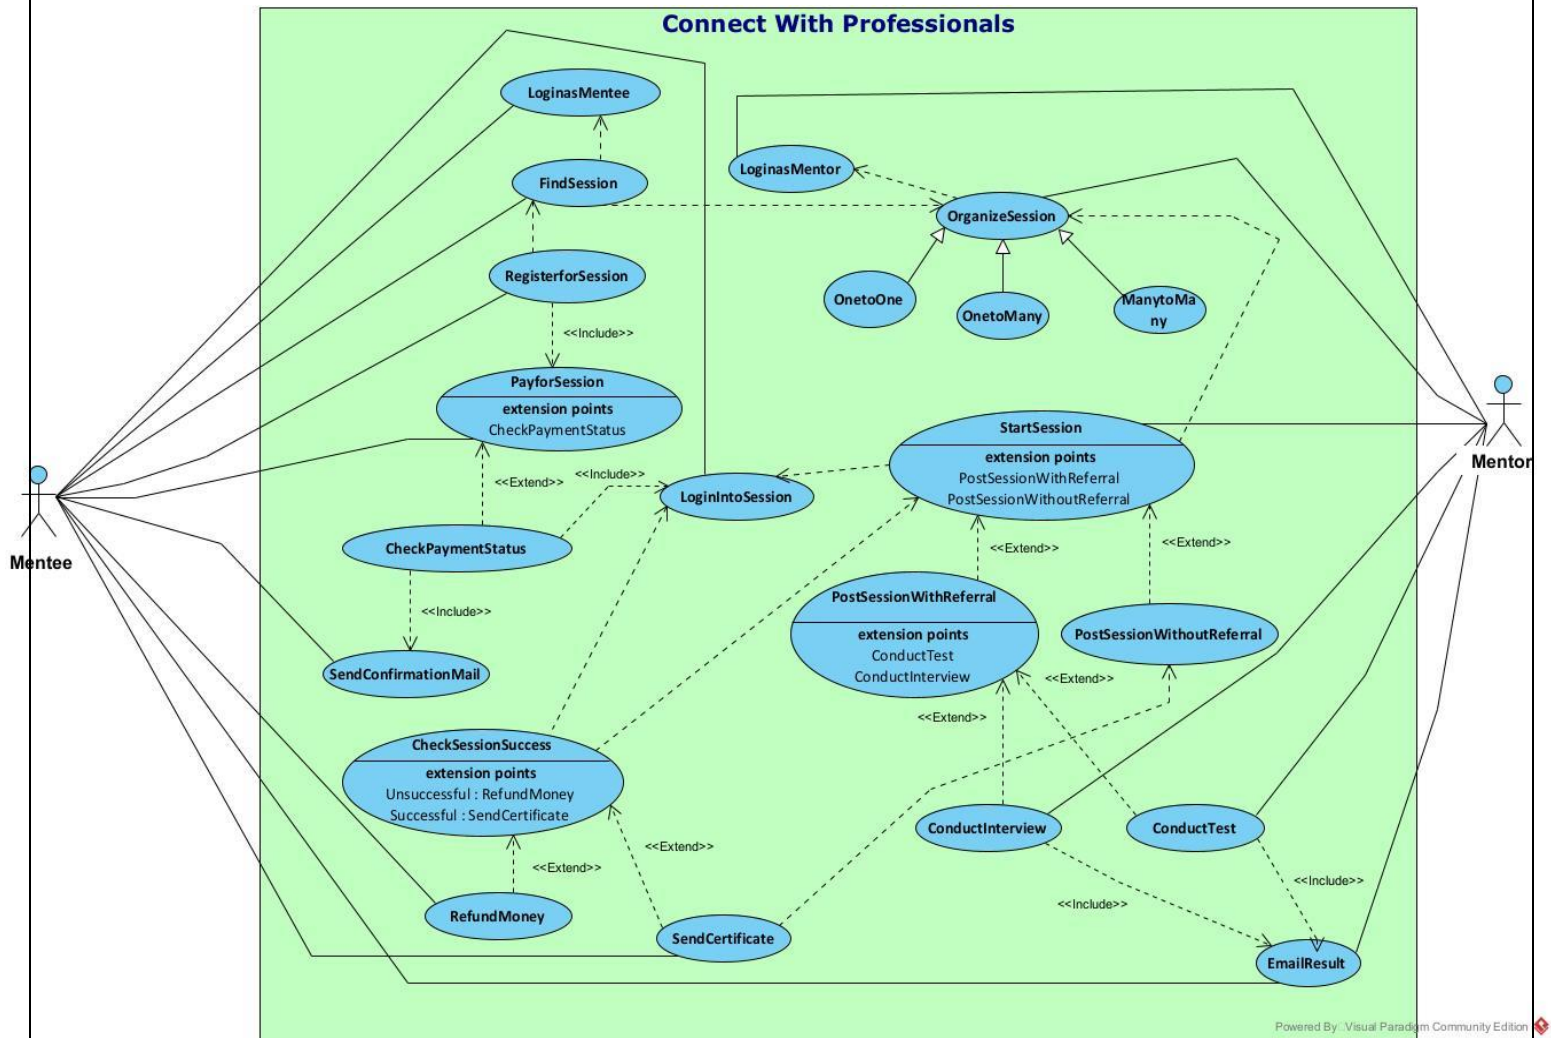 Connect With Professionals
LoginasMentee
LoginasMentor
FindSession
OrganizeSession
RegisterforSession
OnetoOne
OnetoMany
ManytoMa
ny
<<Include>>
PayforSession
extension points
CheckPaymentStatus
StartSession
extension points
PostSessionWithReferral
PostSessionWithoutReferral
Mentor
<<Extend>>
<<Include>>
LoginIntoSession
Mentee
CheckPaymentStatus
<<Extend>>
<<Extend>>
<<Include>>
PostSessionWithReferral
extension points
ConductTest
ConductInterview
PostSessionWithoutReferral
SendConfirmationMail
<<Extend>>
<<Extend>>
CheckSessionSuccess
extension points
Unsuccessful : RefundMoney
Successful : SendCertificate
ConductInterview
ConductTest
<<Extend>>
<<Extend>>
<<Include>>
<<Include>>
RefundMoney
SendCertificate
EmailResult
Powered By Visual Paradigm Community Edition